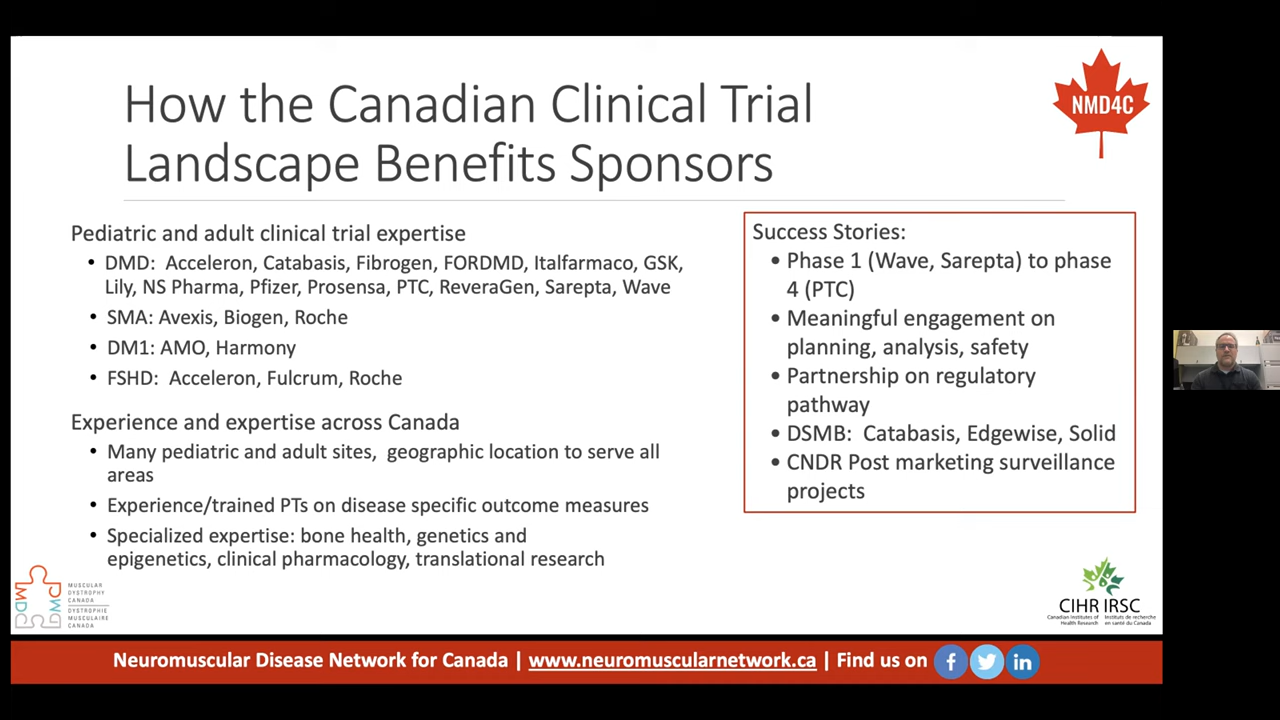 How the Canadian Clinical Trial
Landscape Benefits Sponsors
NMD4C
Pediatric and adult clinical trial expertise
• DMD: Acceleron, Catabasis, Fibrogen, FORDMD, Italfarmaco, GSK,
Lily, NS Pharma, Pfizer, Prosensa, PTC, ReveraGen, Sarepta, Wave
• SMA: Avexis, Biogen, Roche
• DM1: AMO, Harmony
• FSHD: Acceleron, Fulcrum, Roche
Experience and expertise across Canada
• Many pediatric and adult sites, geographic location to serve all
areas
• Experience/trained PTs on disease specific outcome measures
• Specialized expertise: bone health, genetics and
epigenetics, clinical pharmacology, translational research
Success Stories:
• Phase 1 (Wave, Sarepta) to phase
4 (PTC)
• Meaningful engagement on
planning, analysis, safety
• Partnership on regulatory
pathway
• DSMB: Catabasis, Edgewise, Solid
• CNDR Post marketing surveillance
projects
MUSCULAR
DYSTROPHY
CANADA
DYSTROPHIE
MUSCULAIRE
CANADA
CIHR IRSC
Canadian Institutes of Health Research
Instituts de recherche en santé du Canada
Neuromuscular Disease Network for Canada | www.neuromuscularnetwork.ca | Find us on